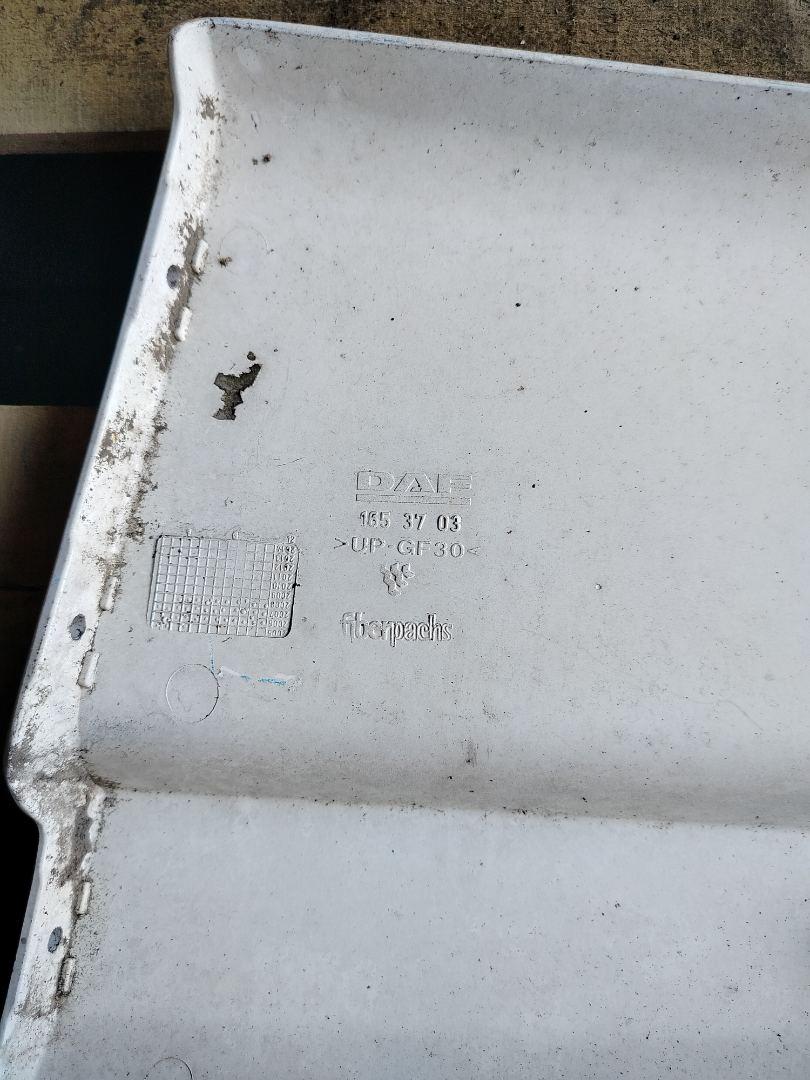 DAF
165 37 03
>UP-GF30<
fiberpachs